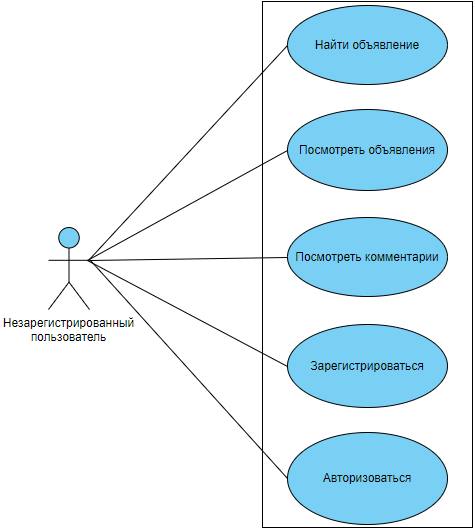 Найти объявление
Посмотреть объявления
Посмотреть комментарии
Незарегистрированный
пользователь
Зарегистрироваться
Авторизоваться